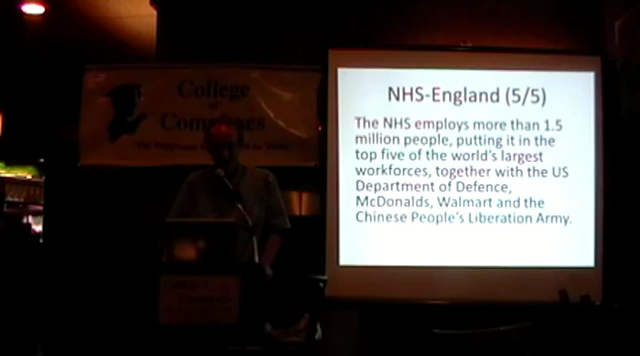 College
of
Complexes
NHS-England (5/5)
The NHS employs more than 1.5
million people, putting it in the
top five of the world's largest
workforces, together with the US
Department of Defence,
McDonalds, Walmart and the
Chinese People's Liberation Army.